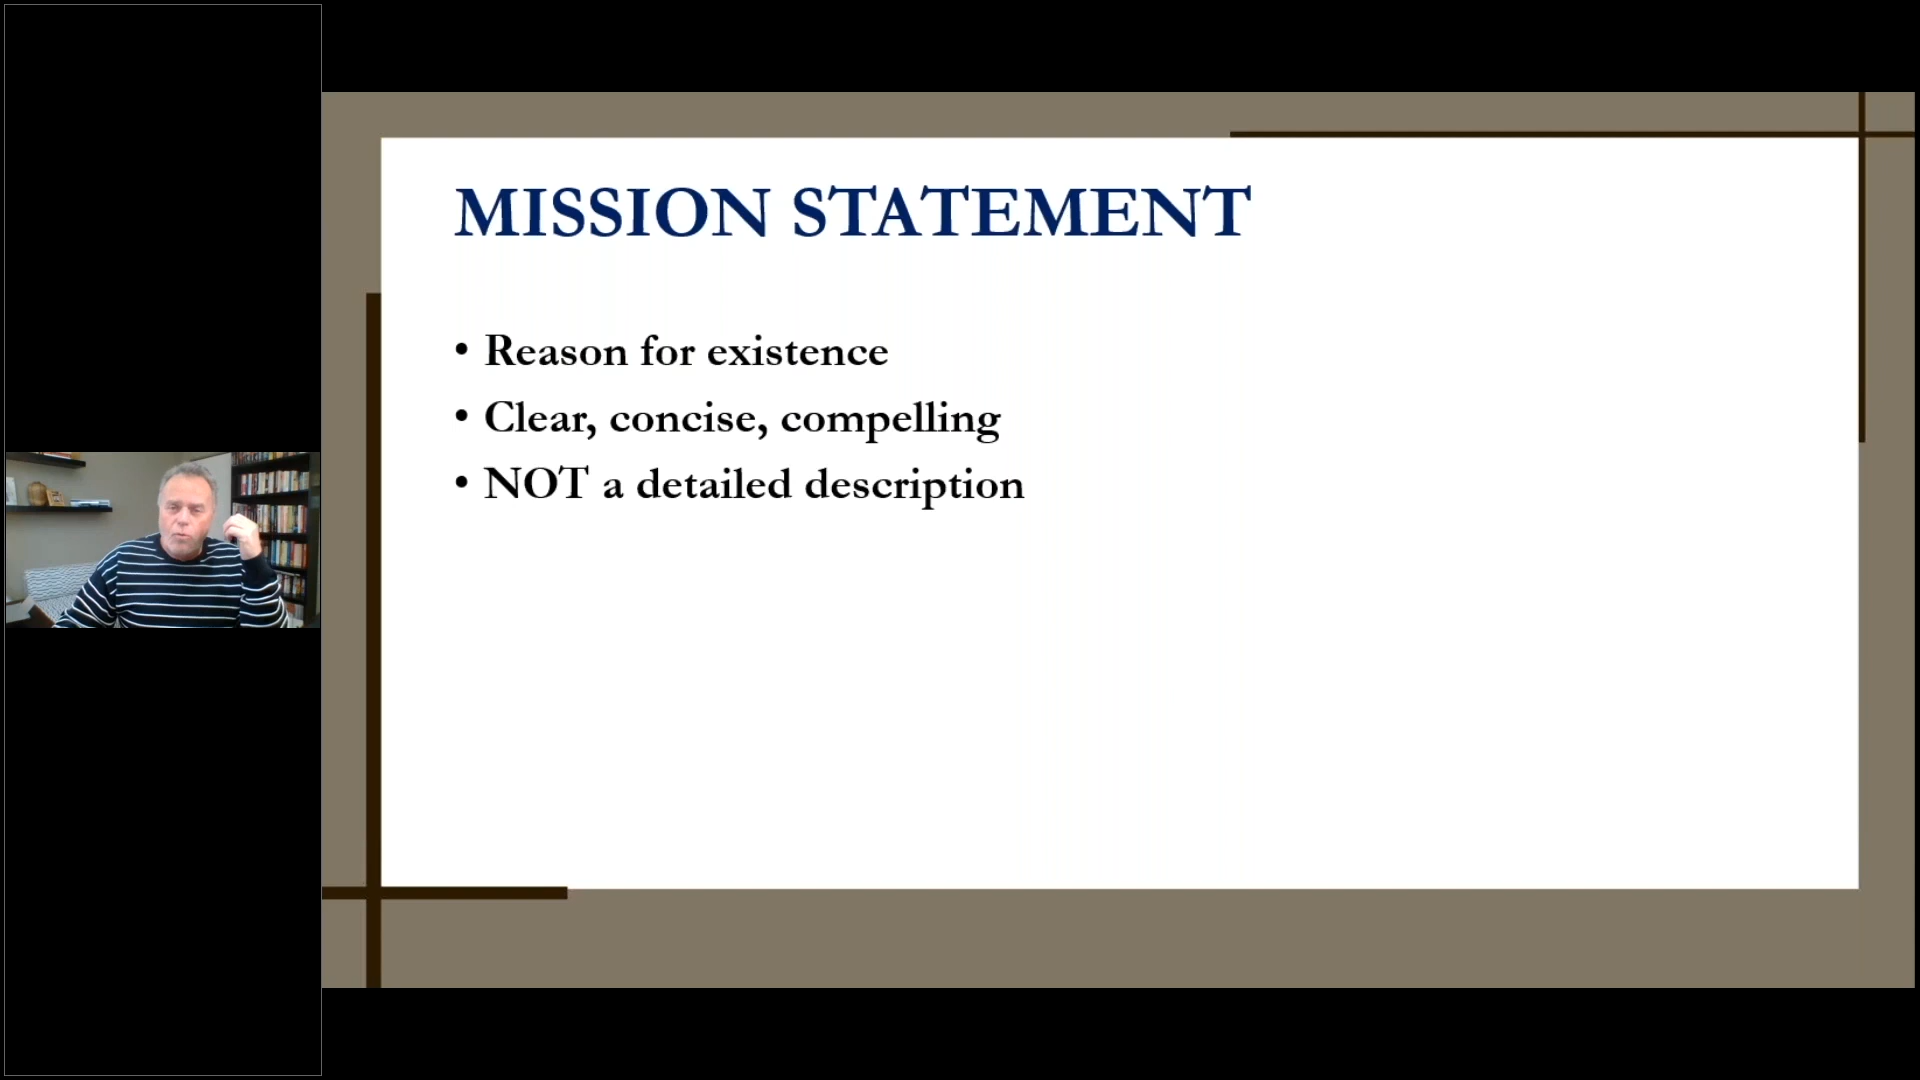 MISSION STATEMENT
• Reason for existence
• Clear, concise, compelling
• NOT a detailed description